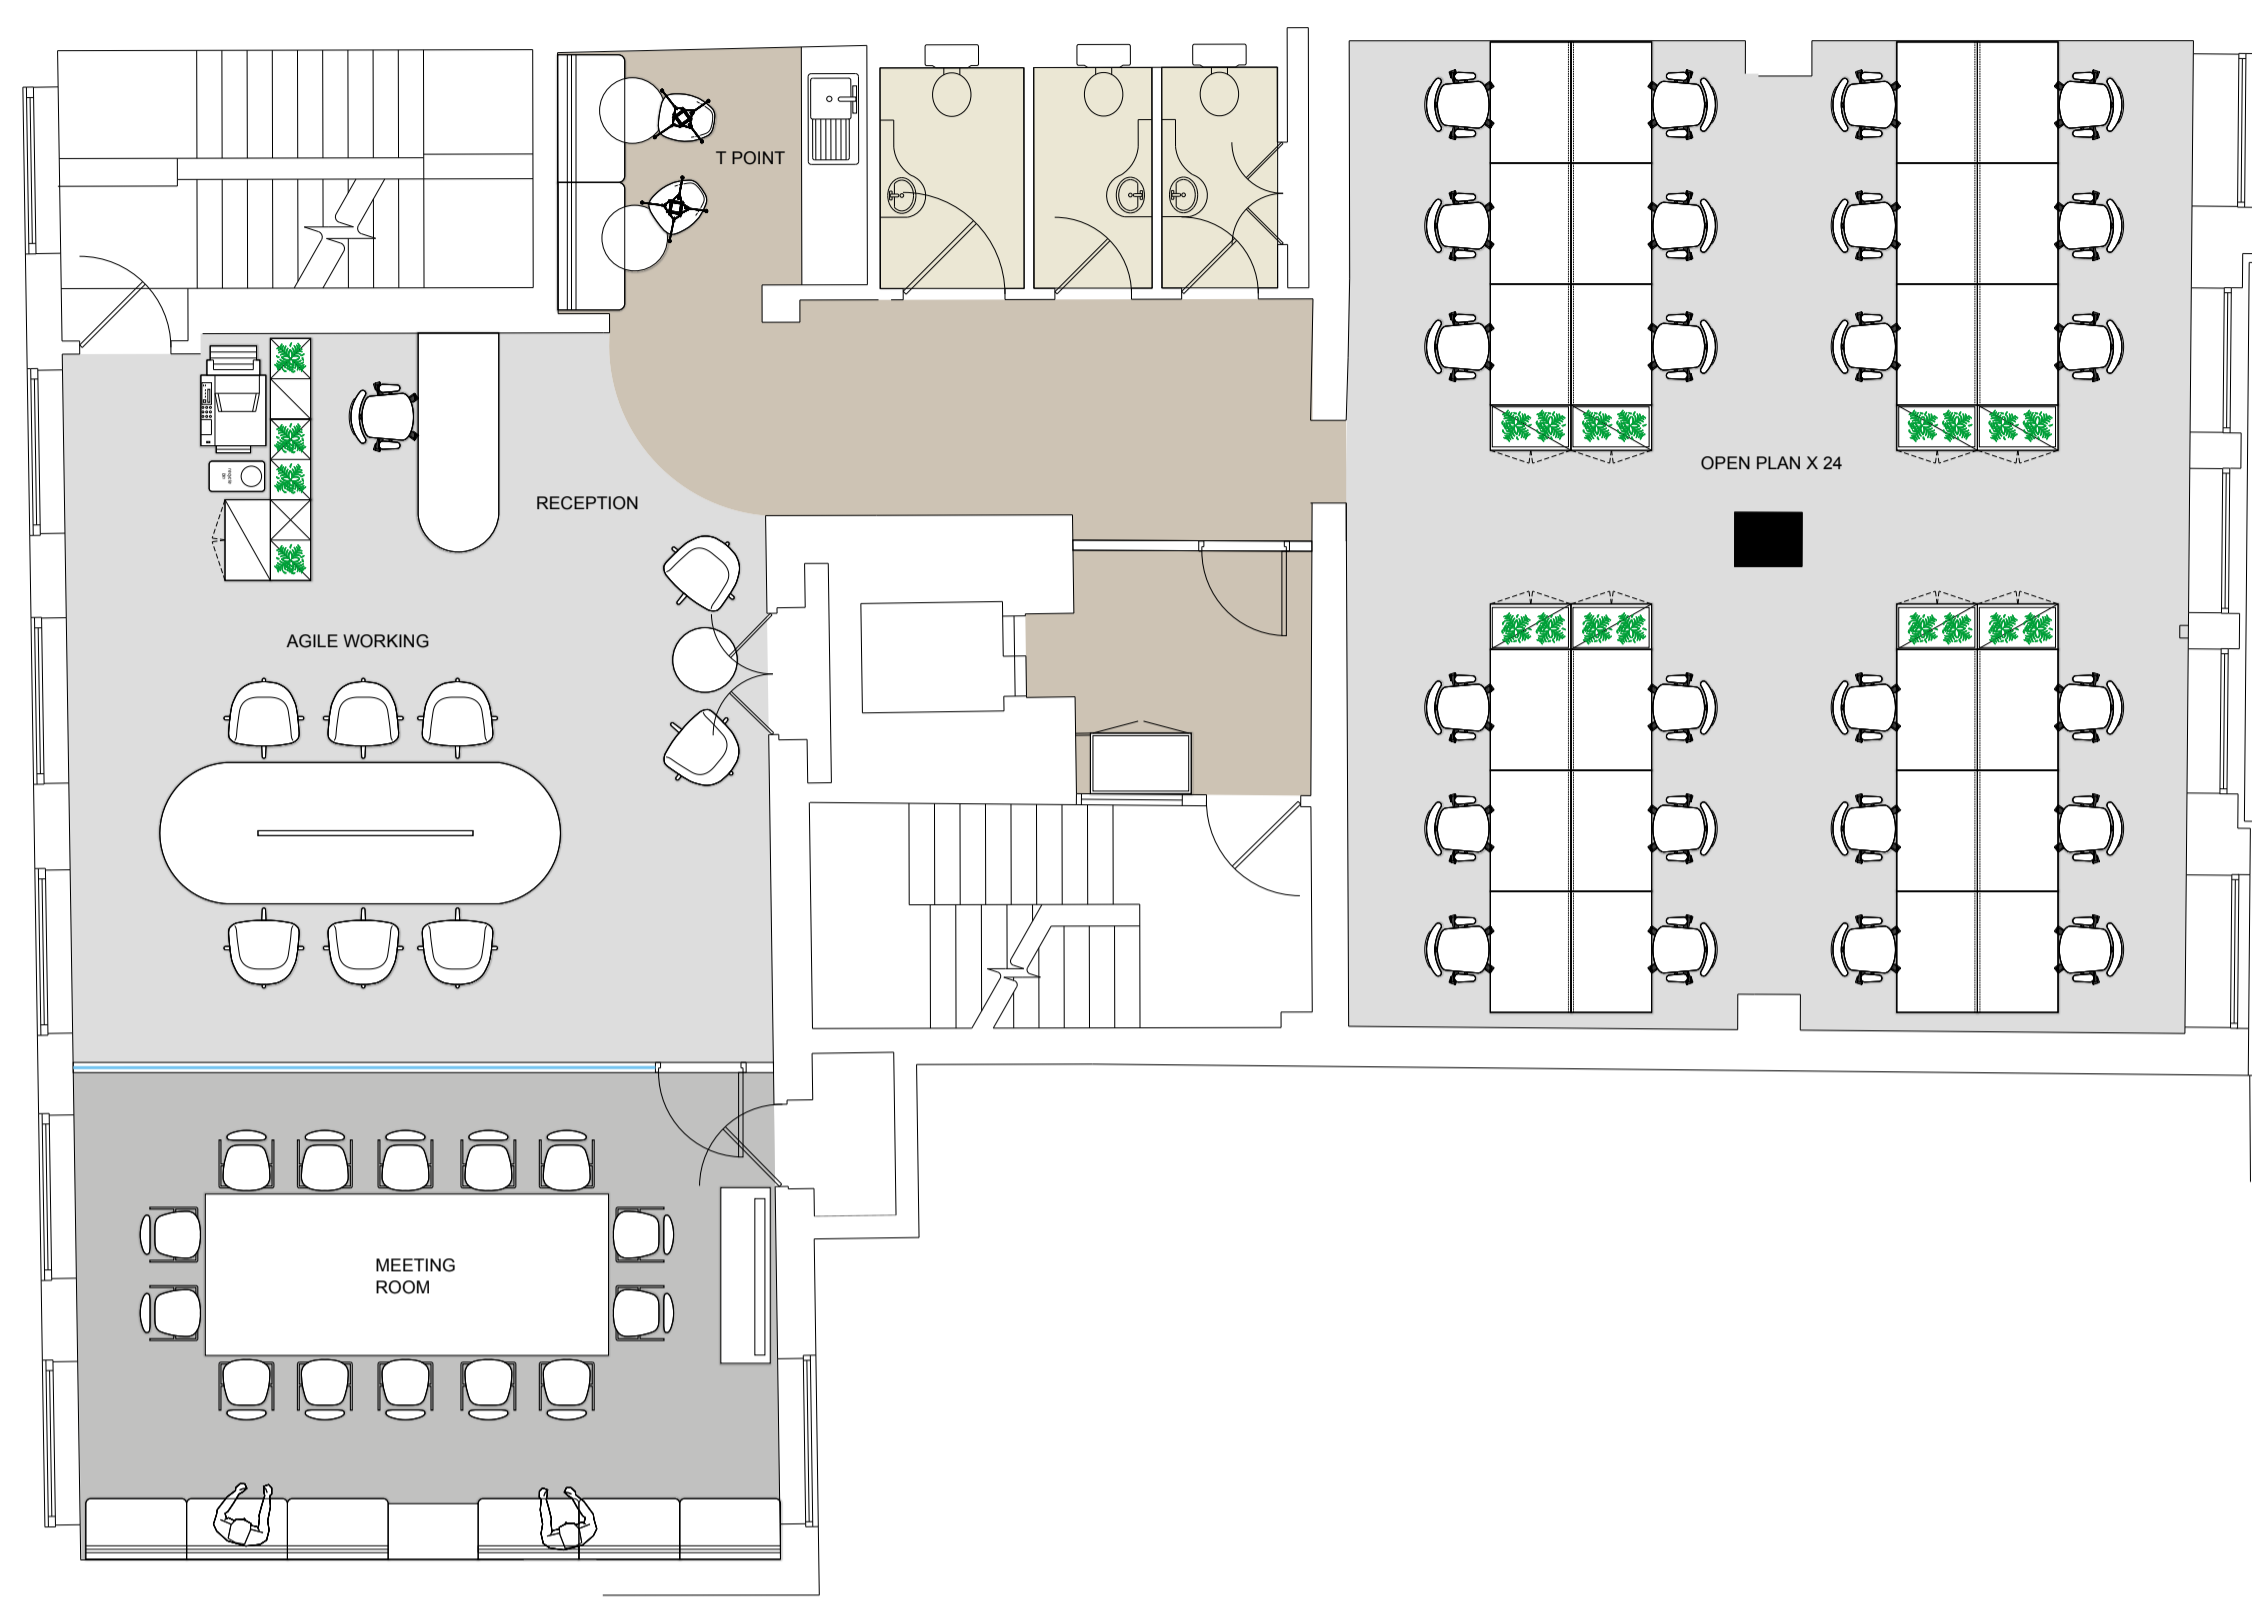 T POINT
OPEN PLAN X 24
RECEPTION
AGILE WORKING
MEETING
ROOM